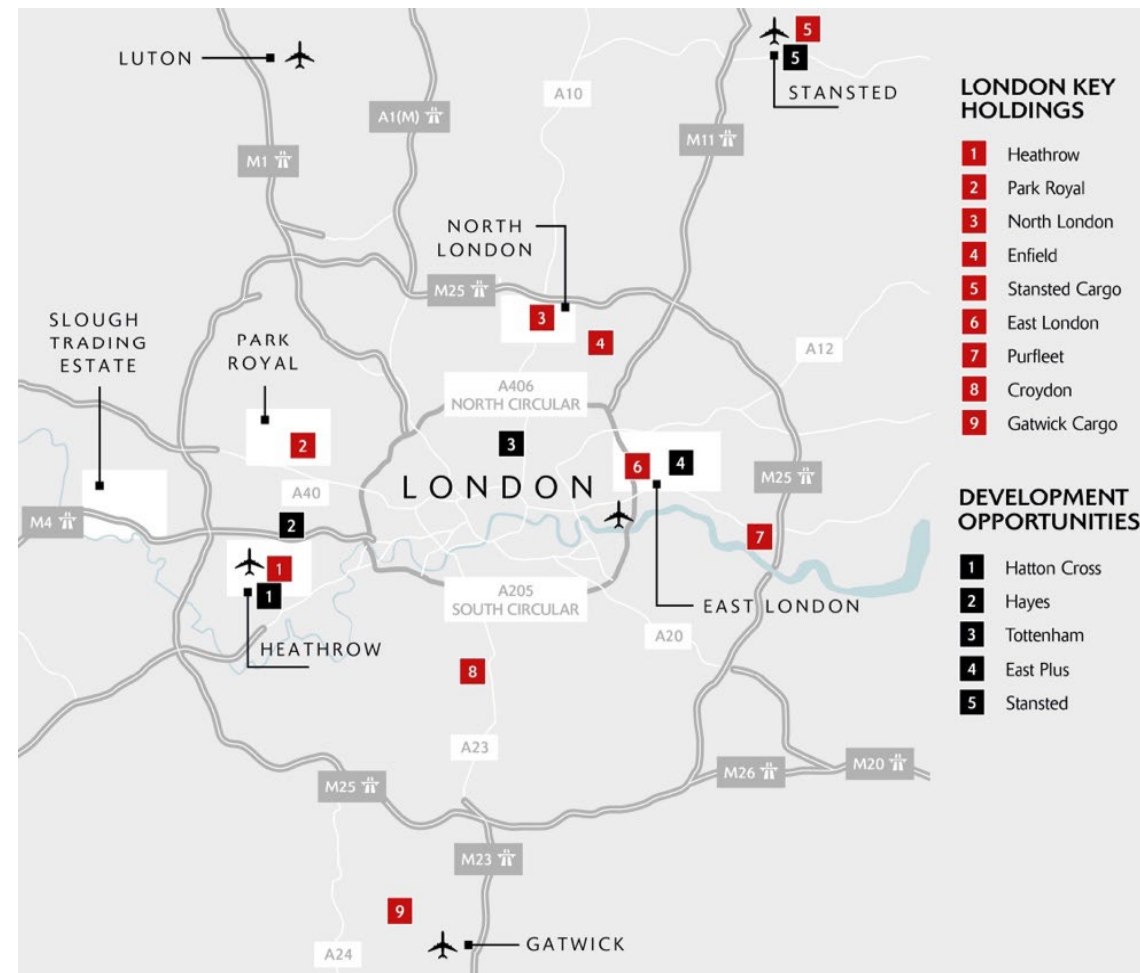 LUTON
5
5
STANSTED
A10
A1(M)
M11
M1
NORTH
LONDON
M25
3
4
SLOUGH
TRADING
ESTATE
PARK
ROYAL
A12
A406
NORTH CIRCULAR
2
3
6
4
LONDON
A40
M25
M4
2
7
1
1
A205
SOUTH CIRCULAR
EAST LONDON
HEATHROW
A20
8
A23
M25
M26
M20
M23
9
GATWICK
A24
LONDON KEY
HOLDINGS
1 Heathrow
2 Park Royal
3 North London
4 Enfield
5 Stansted Cargo
6 East London
7 Purfleet
8 Croydon
9 Gatwick Cargo
DEVELOPMENT
OPPORTUNITIES
1 Hatton Cross
2 Hayes
3 Tottenham
4 East Plus
5 Stansted